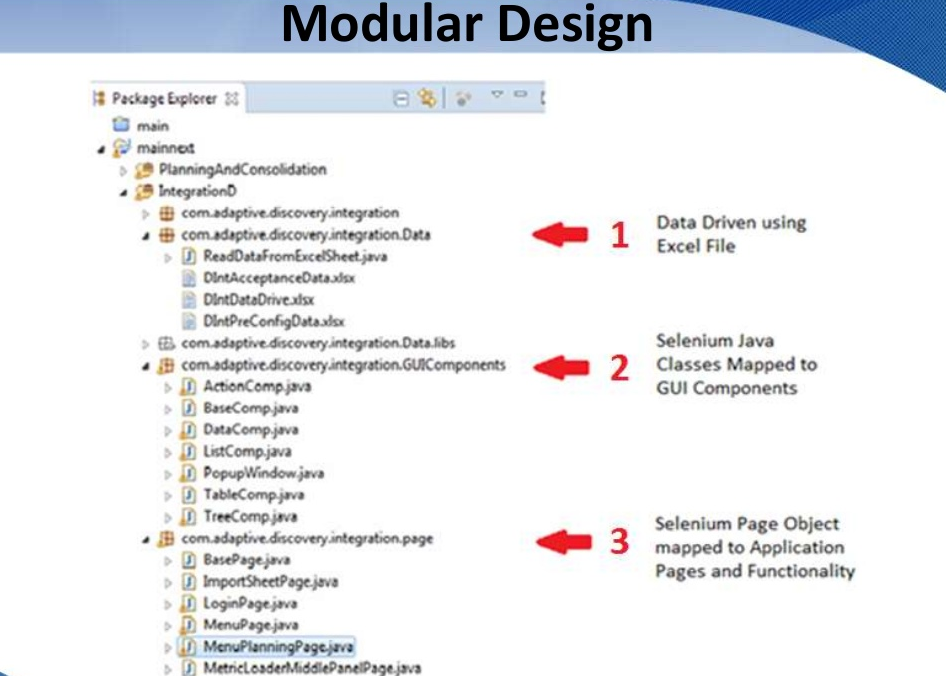 Modular Design
Package Explorer
main
mainnext
PlanningAndConsolidation
IntegrationD
com.adaptive.discovery.integration
com.adaptive.discovery.integration.Data
ReadDataFromExcelSheet.java
DIntAcceptanceData.xlsx
DIntDataDrive.xlsx
DIntPreConfigData.xlsx
com.adaptive.discovery.integration.Data.libs
com.adaptive.discovery.integration.GUIComponents
ActionComp.java
BaseComp.java
DataComp.java
ListComp.java
PopupWindow.java
TableComp.java
TreeComp.java
com.adaptive.discovery.integration.page
BasePage.java
ImportSheetPage.java
LoginPage.java
MenuPage.java
MenuPlanningPage.java
MetricLoaderMiddlePanelPage.java
1
Data Driven using
Excel File
2
Selenium Java
Classes Mapped to
GUI Components
3
Selenium Page Object
mapped to Application
Pages and Functionality